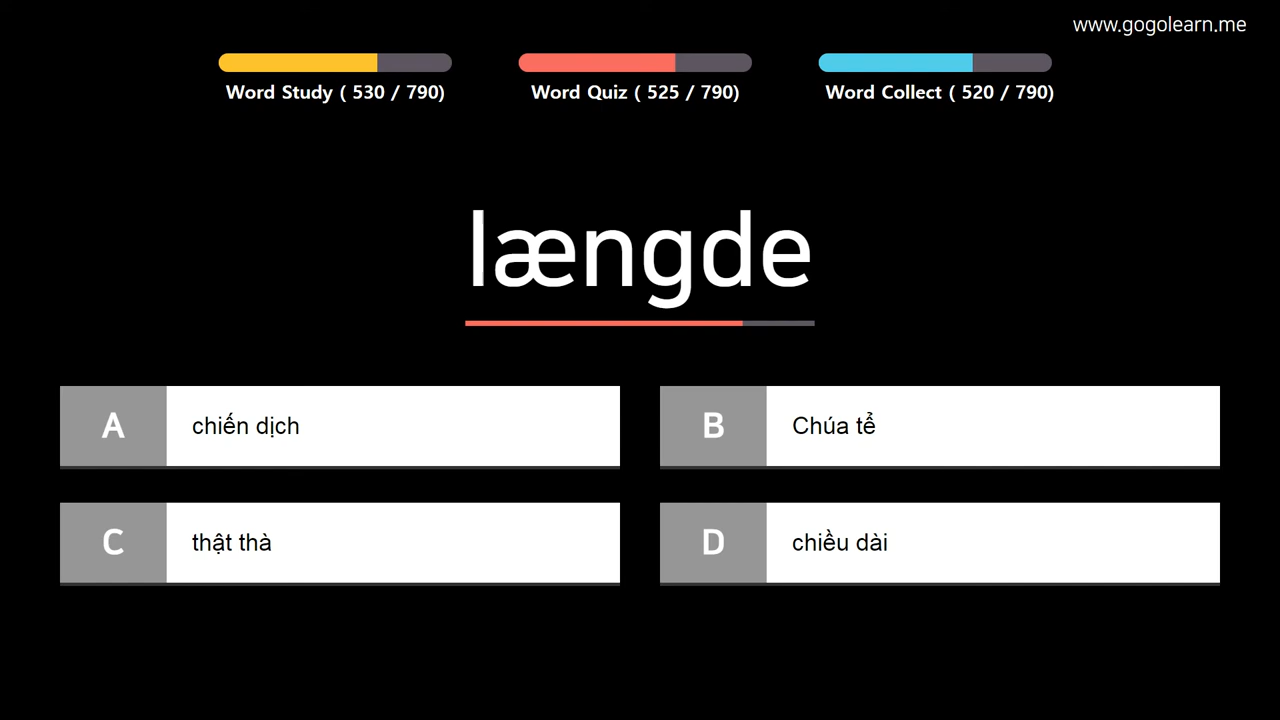 www.gogolearn.me
Word Study ( 530 / 790)
Word Quiz ( 525 / 790)
Word Collect ( 520 / 790)
længde
A chiến dịch
B Chúa tể
C thật thà
D chiều dài